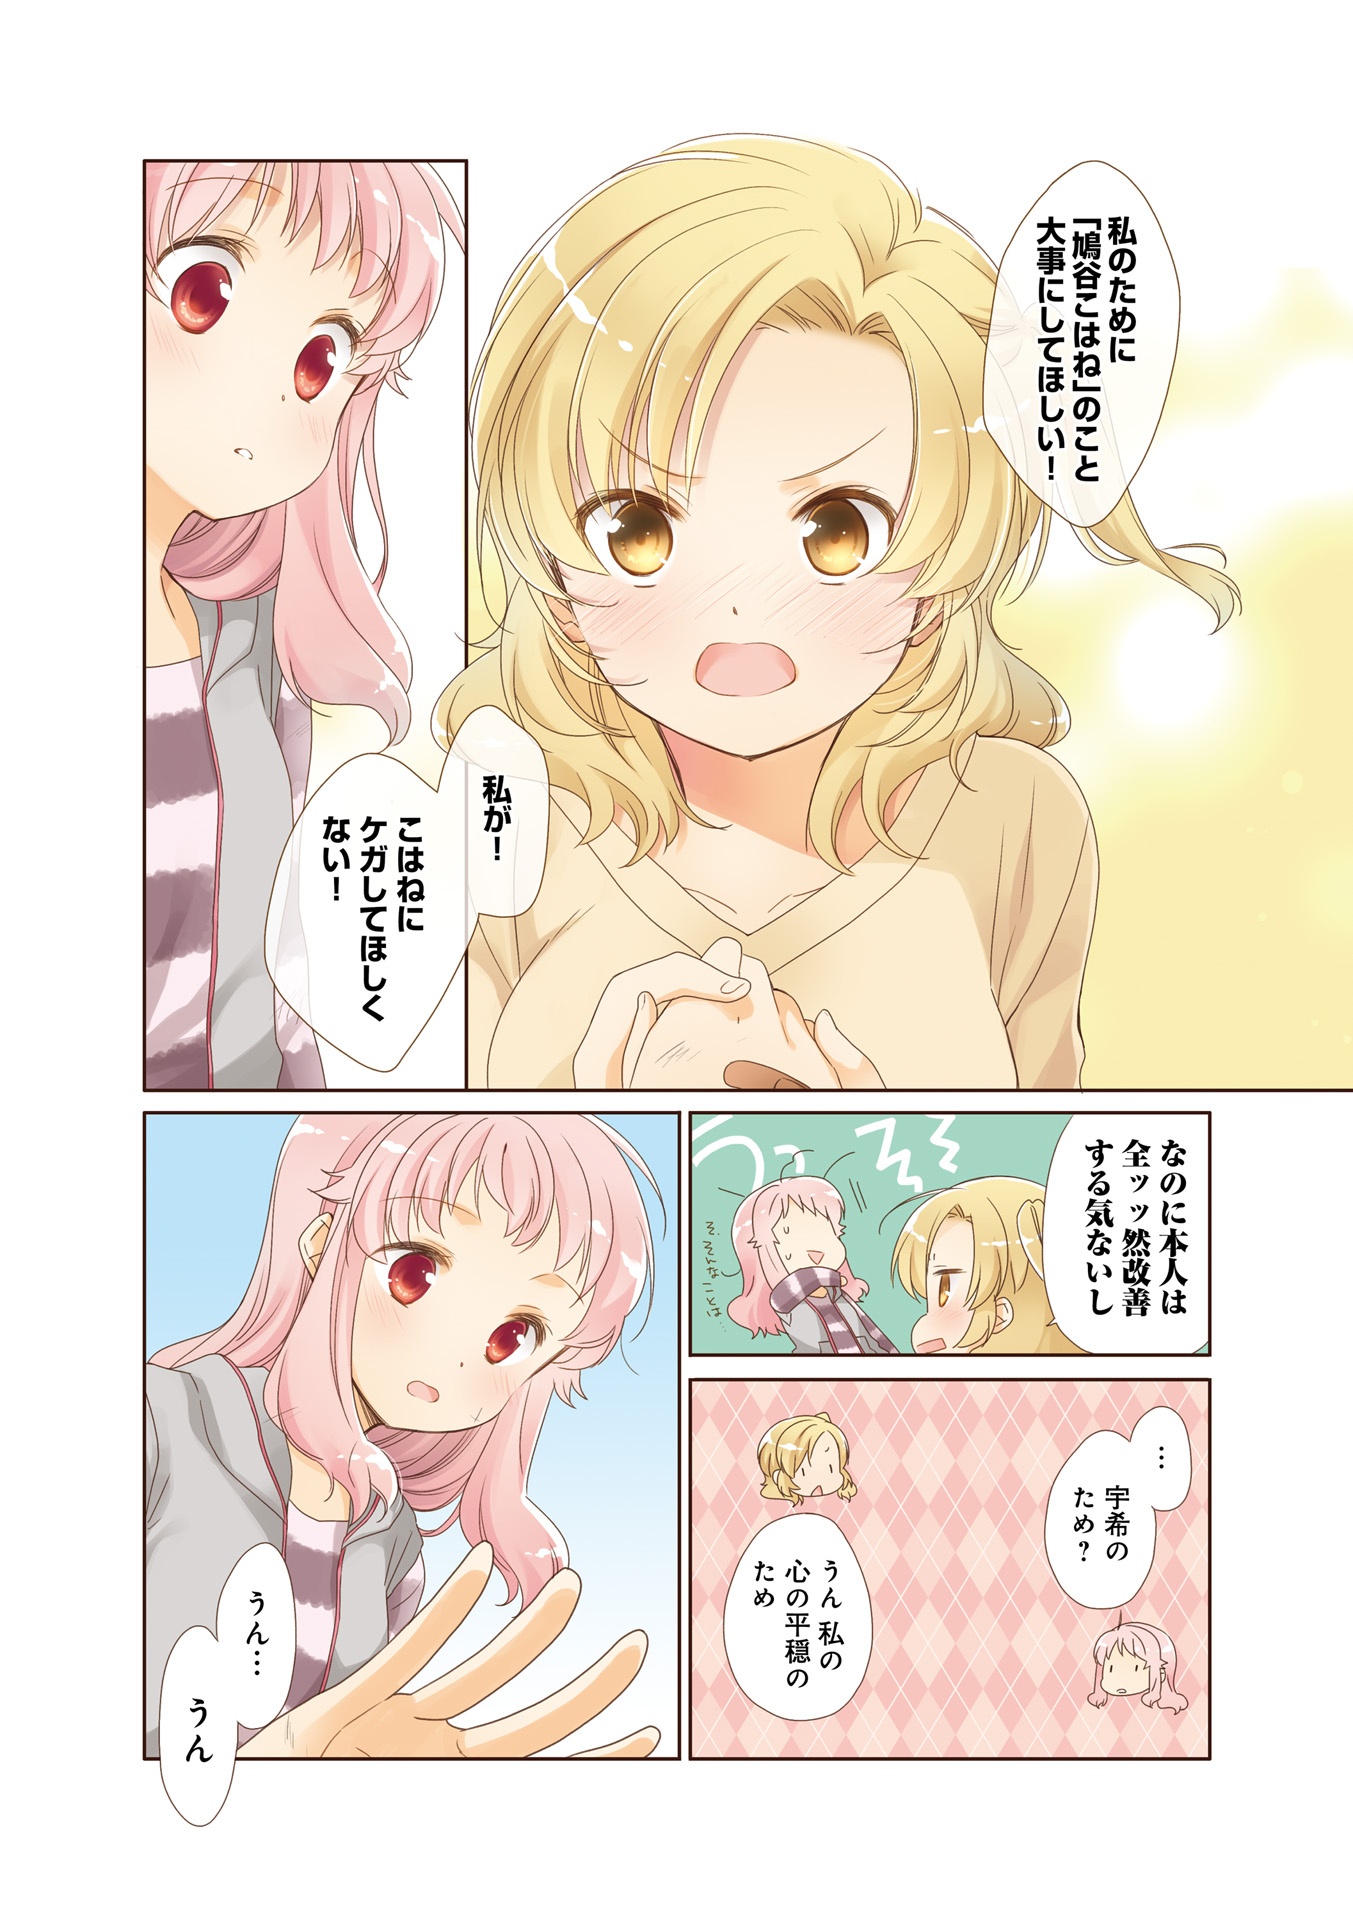 私のために
「鳩谷こはね」のこと
大事にしてほしい！
私が！
こはねに
ケガしてほしく
ない！
なのに本人は
全ッッ然改善
する気ないし
そ、そんな
ことは…
…
宇希の
ため？
うん 私の
心の平穏の
ため
うん…
うん